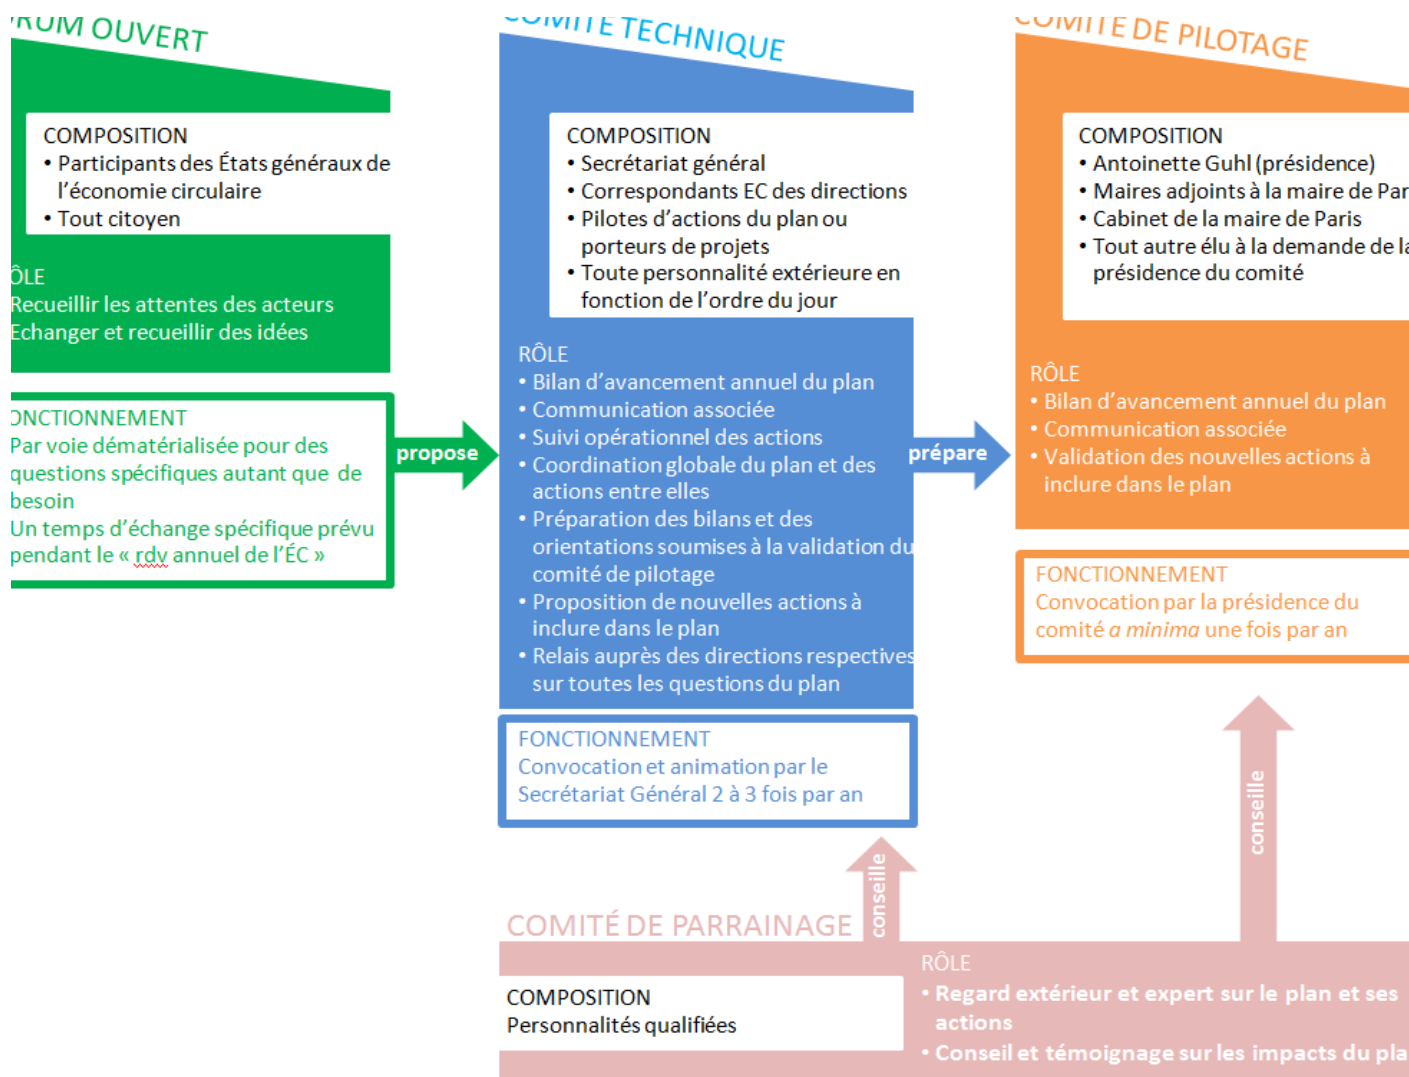 RUM OUVERT
COMPOSITION
• Participants des États généraux de
l’économie circulaire
• Tout citoyen
ÔLE
Recueillir les attentes des acteurs
Echanger et recueillir des idées
ONCTIONNEMENT
Par voie dématérialisée pour des
questions spécifiques autant que de
besoin
Un temps d’échange spécifique prévu
pendant le « rdv annuel de l’ÉC »
propose
COMITÉ TECHNIQUE
COMPOSITION
• Secrétariat général
• Correspondants EC des directions
• Pilotes d’actions du plan ou
porteurs de projets
• Toute personnalité extérieure en
fonction de l’ordre du jour
RÔLE
• Bilan d’avancement annuel du plan
• Communication associée
• Suivi opérationnel des actions
• Coordination globale du plan et des
actions entre elles
• Préparation des bilans et des
orientations soumises à la validation du
comité de pilotage
• Proposition de nouvelles actions à
inclure dans le plan
• Relais auprès des directions respectives
sur toutes les questions du plan
FONCTIONNEMENT
Convocation et animation par le
Secrétariat Général 2 à 3 fois par an
prépare
COMITÉ DE PILOTAGE
COMPOSITION
• Antoinette Guhl (présidence)
• Maires adjoints à la maire de Par
• Cabinet de la maire de Paris
• Tout autre élu à la demande de la
présidence du comité
RÔLE
• Bilan d’avancement annuel du plan
• Communication associée
• Validation des nouvelles actions à
inclure dans le plan
FONCTIONNEMENT
Convocation par la présidence du
comité a minima une fois par an
conseille
conseille
COMITÉ DE PARRAINAGE
COMPOSITION
Personnalités qualifiées
RÔLE
• Regard extérieur et expert sur le plan et ses
actions
• Conseil et témoignage sur les impacts du pla